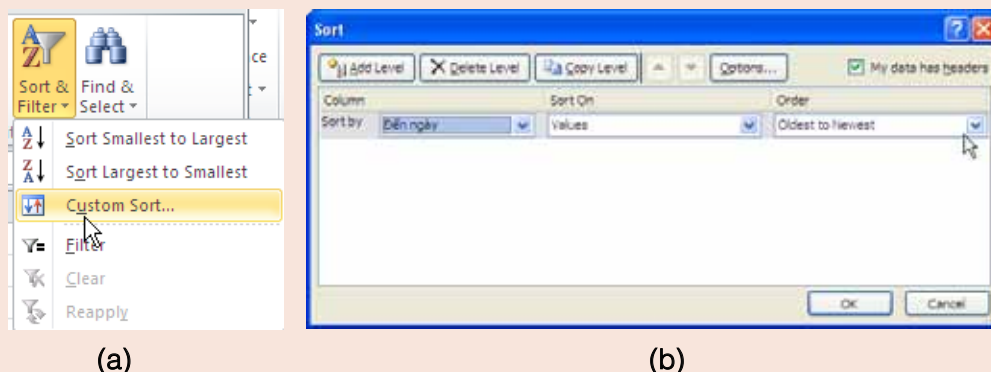 ce
Sort & Find &
Filter Select
Sort Smallest to Largest
Sort Largest to Smallest
Custom Sort...
Filter
Clear
Reapply
(a)
Sort
Add Level Delete Level Copy Level Options... My data has headers
Column Sort On Order
Sort by Đến ngày Values Oldest to Newest
OK Cancel
(b)